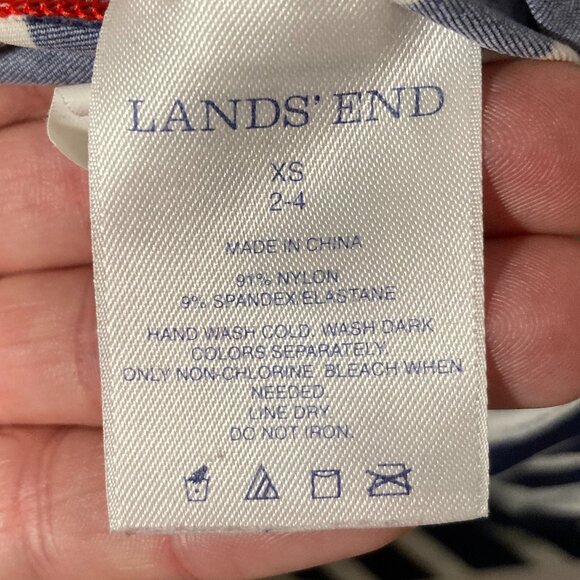 LANDS' END
XS
2-4
MADE IN CHINA
91% NYLON
9% SPANDEX/ELASTANE
HAND WASH COLD. WASH DARK
COLORS SEPARATELY
ONLY NON-CHLORINE BLEACH WHEN
NEEDED.
LINE DRY
DO NOT IRON.